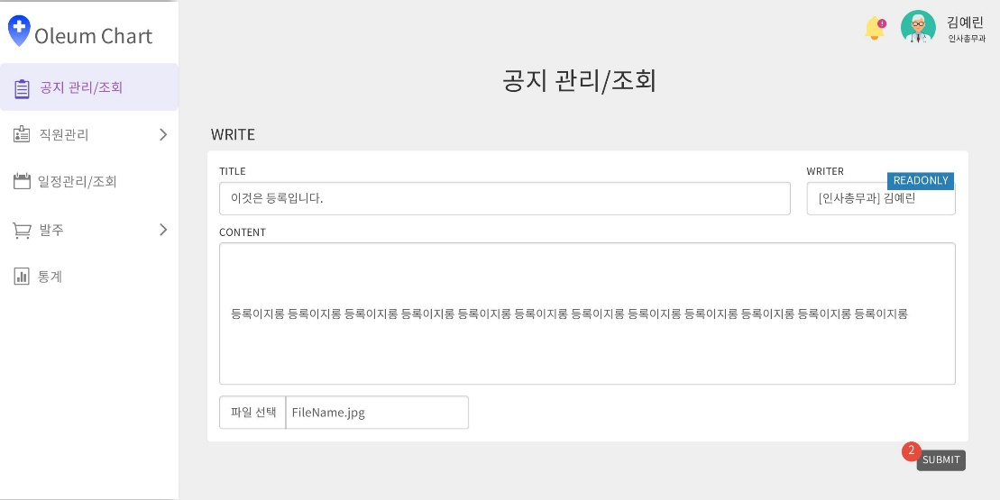 Oleum Chart
공지 관리/조회
직원관리
일정관리/조회
발주
통계
!
김예린
인사총무과
공지 관리/조회
WRITE
TITLE
이것은 등록입니다.
WRITER
READONLY
[인사총무과] 김예린
CONTENT
등록이지롱 등록이지롱 등록이지롱 등록이지롱 등록이지롱 등록이지롱 등록이지롱 등록이지롱 등록이지롱 등록이지롱 등록이지롱 등록이지롱
파일 선택 FileName.jpg
2
SUBMIT